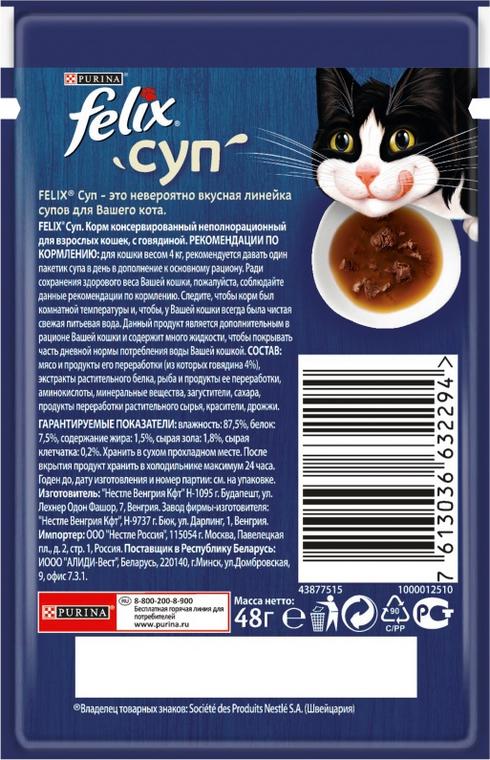 PURINA
felix®
суп
FELIX® Суп – это невероятно вкусная линейка
супов для Вашего кота.
FELIX® Суп. Корм консервированный неполнорационный
для взрослых кошек, с говядиной. РЕКОМЕНДАЦИИ ПО
КОРМЛЕНИЮ: для кошки весом 4 кг, рекомендуется давать один
пакетик супа в день в дополнение к основному рациону. Ради
сохранения здорового веса Вашей кошки, пожалуйста, соблюдайте
данные рекомендации по кормлению. Следите, чтобы корм был
комнатной температуры и, чтобы, у Вашей кошки всегда была чистая
свежая питьевая вода. Данный продукт является дополнительным в
рационе Вашей кошки и содержит много жидкости, чтобы покрывать
часть дневной нормы потребления воды Вашей кошкой. СОСТАВ:
мясо и продукты его переработки (из которых говядина 4%),
экстракты растительного белка, рыба и продукты ее переработки,
аминокислоты, минеральные вещества, загустители, сахара,
продукты переработки растительного сырья, красители, дрожжи.
ГАРАНТИРУЕМЫЕ ПОКАЗАТЕЛИ: влажность: 87,5%, белок:
7,5%, содержание жира: 1,5%, сырая зола: 1,8%, сырая
клетчатка: 0,2%. Хранить в сухом прохладном месте. После
вскрытия продукт хранить в холодильнике максимум 24 часа.
Годен до, дату изготовления и номер партии: см. на упаковке.
Изготовитель: "Нестле Венгрия Кфт" H-1095 г. Будапешт, ул.
Лехнер Одон Фашор, 7, Венгрия. Завод фирмы-изготовителя:
"Нестле Венгрия Кфт", H-9737 г. Бюк, ул. Дарлинг, 1, Венгрия.
Импортер: ООО "Нестле Россия", 115054 г. Москва, Павелецкая
пл., д. 2, стр. 1, Россия. Поставщик в Республику Беларусь:
ИООО "АЛИДИ-Вест", Беларусь, 220140, г.Минск, ул.Домбровская,
9, офис 7.3.1.
7 613036 632294 >
43877515 1000012510
PURINA
RU 8-800-200-8-900
Бесплатная горячая линия для
потребителей
www.purina.ru
Масса нетто:
48г ℮
90
C/PP
РСТ
®Владелец товарных знаков: Société des Produits Nestlé S.A. (Швейцария)